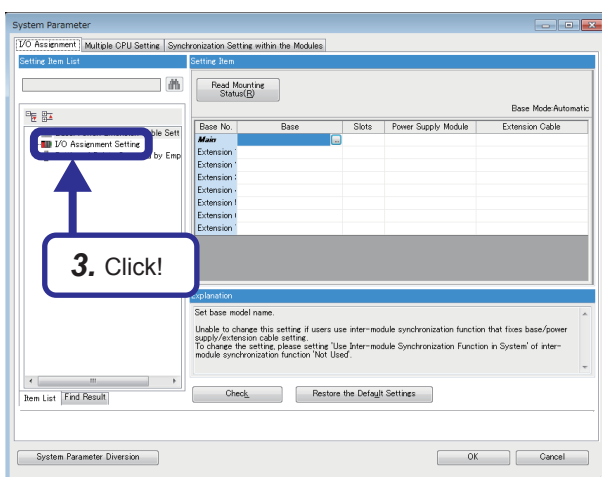 System Parameter
I/O Assignment Multiple CPU Setting Synchronization Setting within the Modules
Setting Item List
Setting Item
Read Mounting
Status(R)
Base Mode:Automatic
ble Sett
I/O Assignment Setting
by Emp
Base No. Base Slots Power Supply Module Extension Cable
Main
Extension
Extension
Extension
Extension
Extension
Extension
Extension
3. Click!
Explanation
Set base model name.
Unable to change this setting if users use inter-module synchronization function that fixes base/power
supply/extension cable setting.
To change the setting, please setting 'Use Inter-module Synchronization Function in System' of inter-
module synchronization function 'Not Used'.
Item List Find Result
Check Restore the Default Settings
System Parameter Diversion
OK Cancel